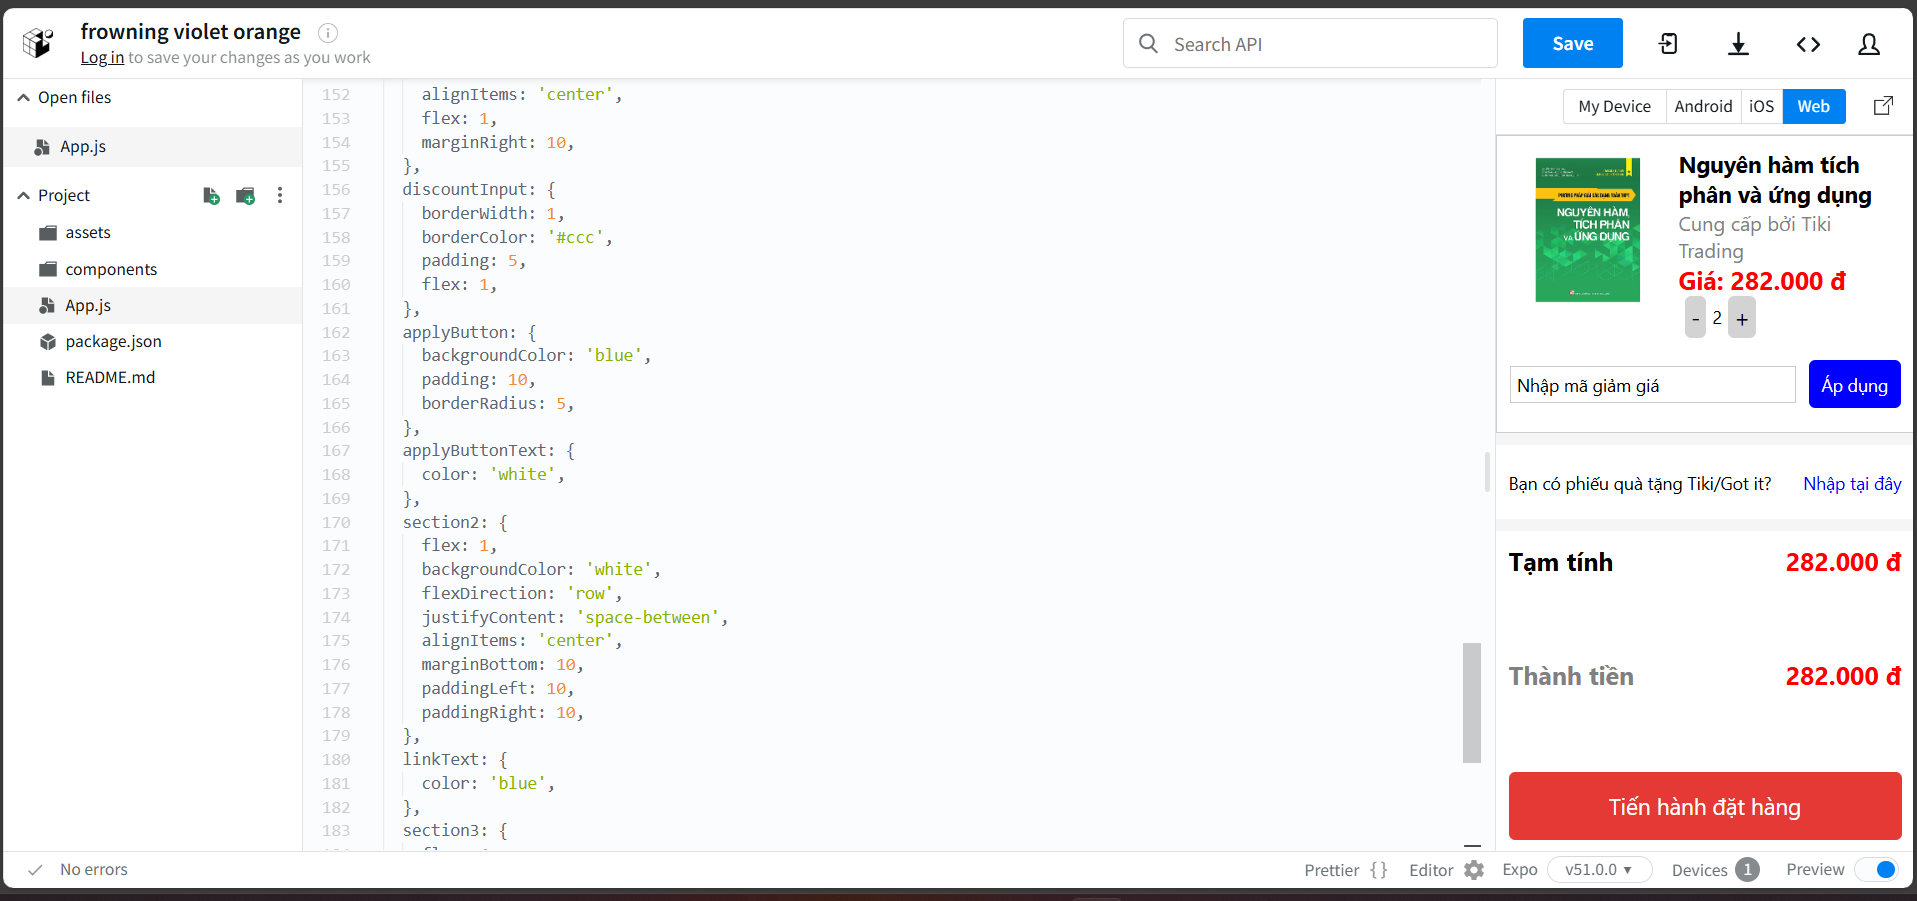 frowning violet orange
Log in to save your changes as you work
Search API
Save
Open files
App.js
Project
assets
components
App.js
package.json
README.md
152 alignItems: 'center',
153 flex: 1,
154 marginRight: 10,
155 },
156 discountInput: {
157 borderWidth: 1,
158 borderColor: '#ccc',
159 padding: 5,
160 flex: 1,
161 },
162 applyButton: {
163 backgroundColor: 'blue',
164 padding: 10,
165 borderRadius: 5,
166 },
167 applyButtonText: {
168 color: 'white',
169 },
170 section2: {
171 flex: 1,
172 backgroundColor: 'white',
173 flexDirection: 'row',
174 justifyContent: 'space-between',
175 alignItems: 'center',
176 marginBottom: 10,
177 paddingLeft: 10,
178 paddingRight: 10,
179 },
180 linkText: {
181 color: 'blue',
182 },
183 section3: {
My Device Android iOS Web
PHƯƠNG PHÁP GIẢI CÁC DẠNG TOÁN THPT
NGUYÊN HÀM,
TÍCH PHÂN
VÀ ỨNG DỤNG
Nguyên hàm tích
phân và ứng dụng
Cung cấp bởi Tiki
Trading
Giá: 282.000 đ
- 2 +
Nhập mã giảm giá
Áp dụng
Bạn có phiếu quà tặng Tiki/Got it? Nhập tại đây
Tạm tính 282.000 đ
Thành tiền 282.000 đ
Tiến hành đặt hàng
No errors
Prettier {} Editor Expo v51.0.0 Devices 1 Preview